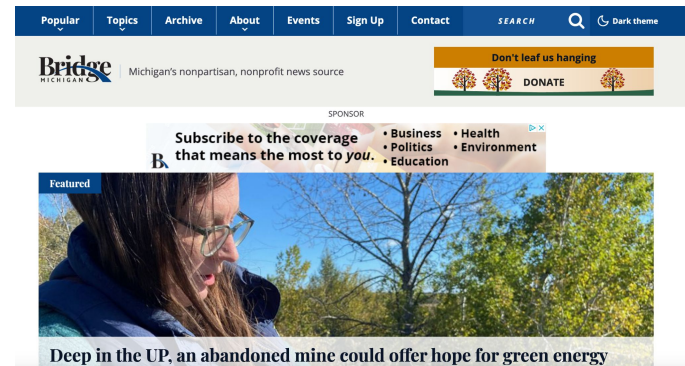 Popular Topics Archive About Events Sign Up Contact SEARCH Dark theme
Bridge
MICHIGAN
Michigan's nonpartisan, nonprofit news source
Don't leaf us hanging
DONATE
SPONSOR
B
Subscribe to the coverage
that means the most to you.
• Business • Health
• Politics • Environment
• Education
Featured
Deep in the UP, an abandoned mine could offer hope for green energy